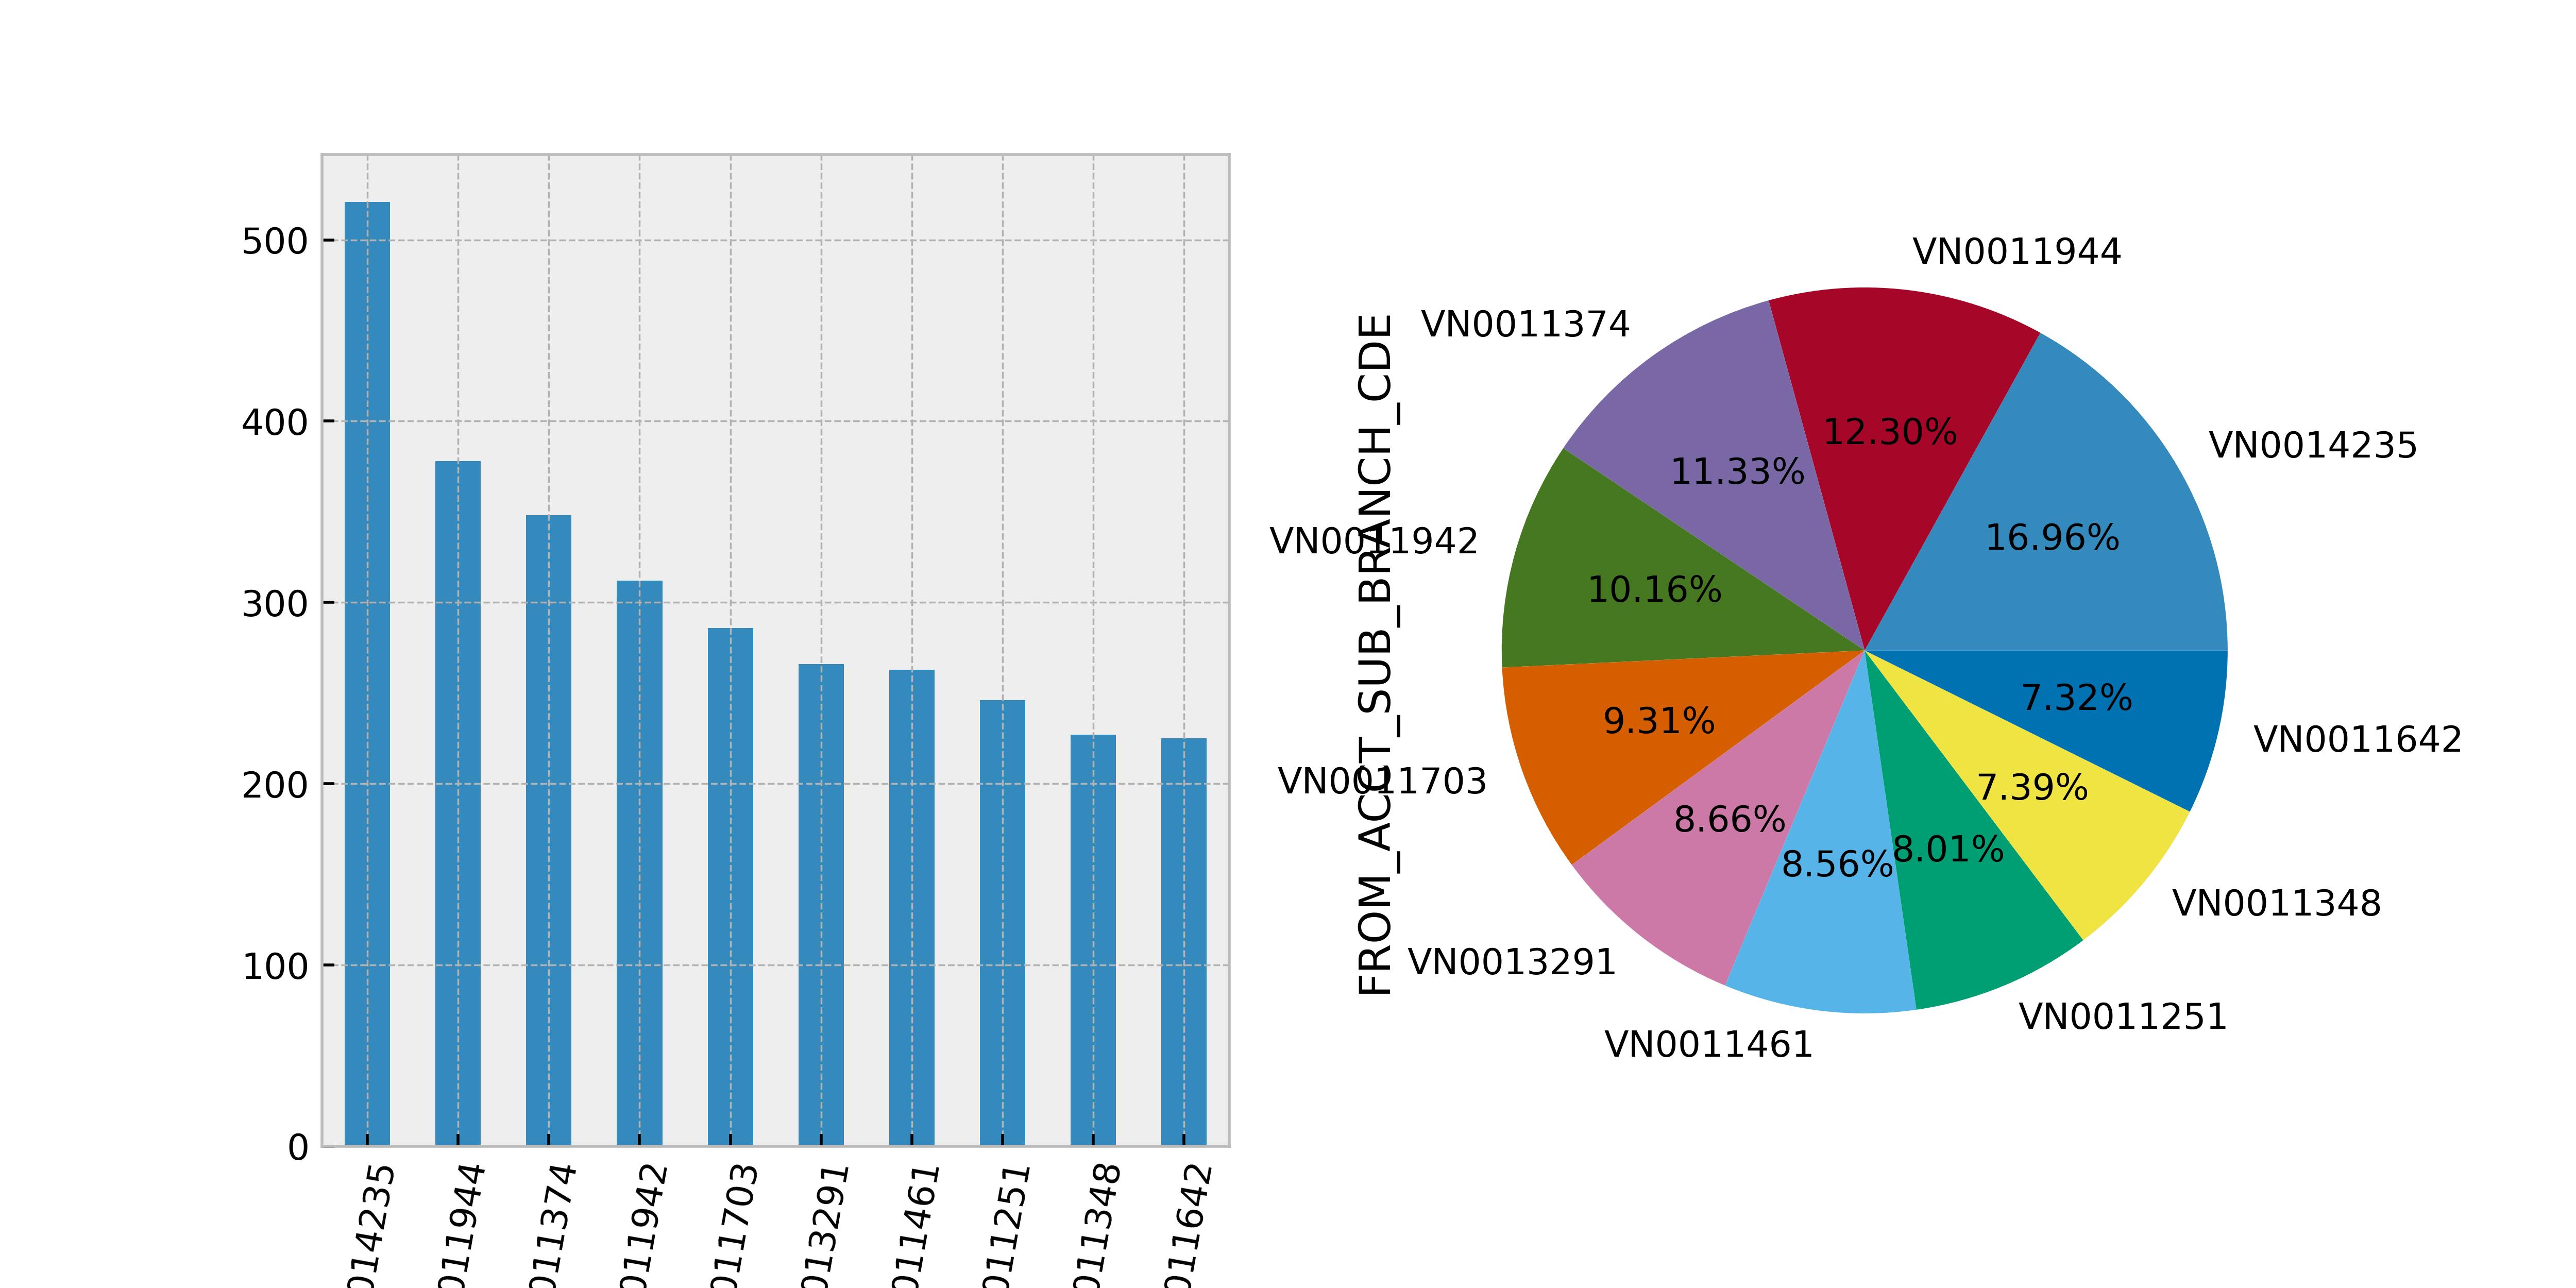 500
400
300
200
100
0
014235
011944
011374
011942
011703
013291
011461
011251
011348
011642
FROM_ACCT_SUB_BRANCH_CDE
VN0014235
VN0011944
VN0011374
VN0011942
VN0011703
VN0013291
VN0011461
VN0011251
VN0011348
VN0011642
16.96%
12.30%
11.33%
10.16%
9.31%
8.66%
8.56%
8.01%
7.39%
7.32%